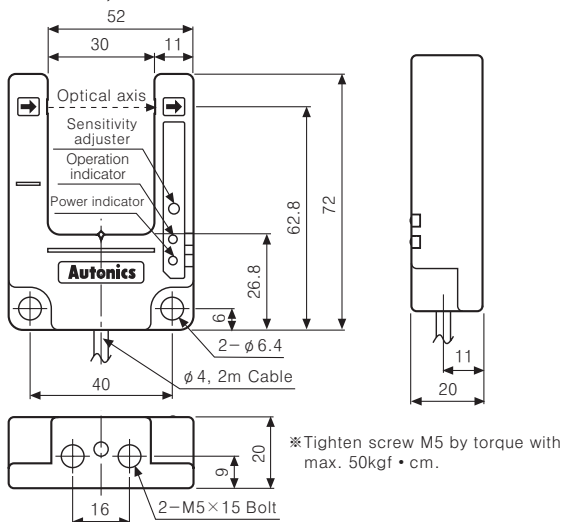 52
30
11
Optical axis
Sensitivity
adjuster
Operation
indicator
Power indicator
Autonics
62.8
72
26.8
6
2-ø6.4
ø4, 2m Cable
40
11
20
20
9
16
2-M5×15 Bolt
※Tighten screw M5 by torque with
max. 50kgf • cm.